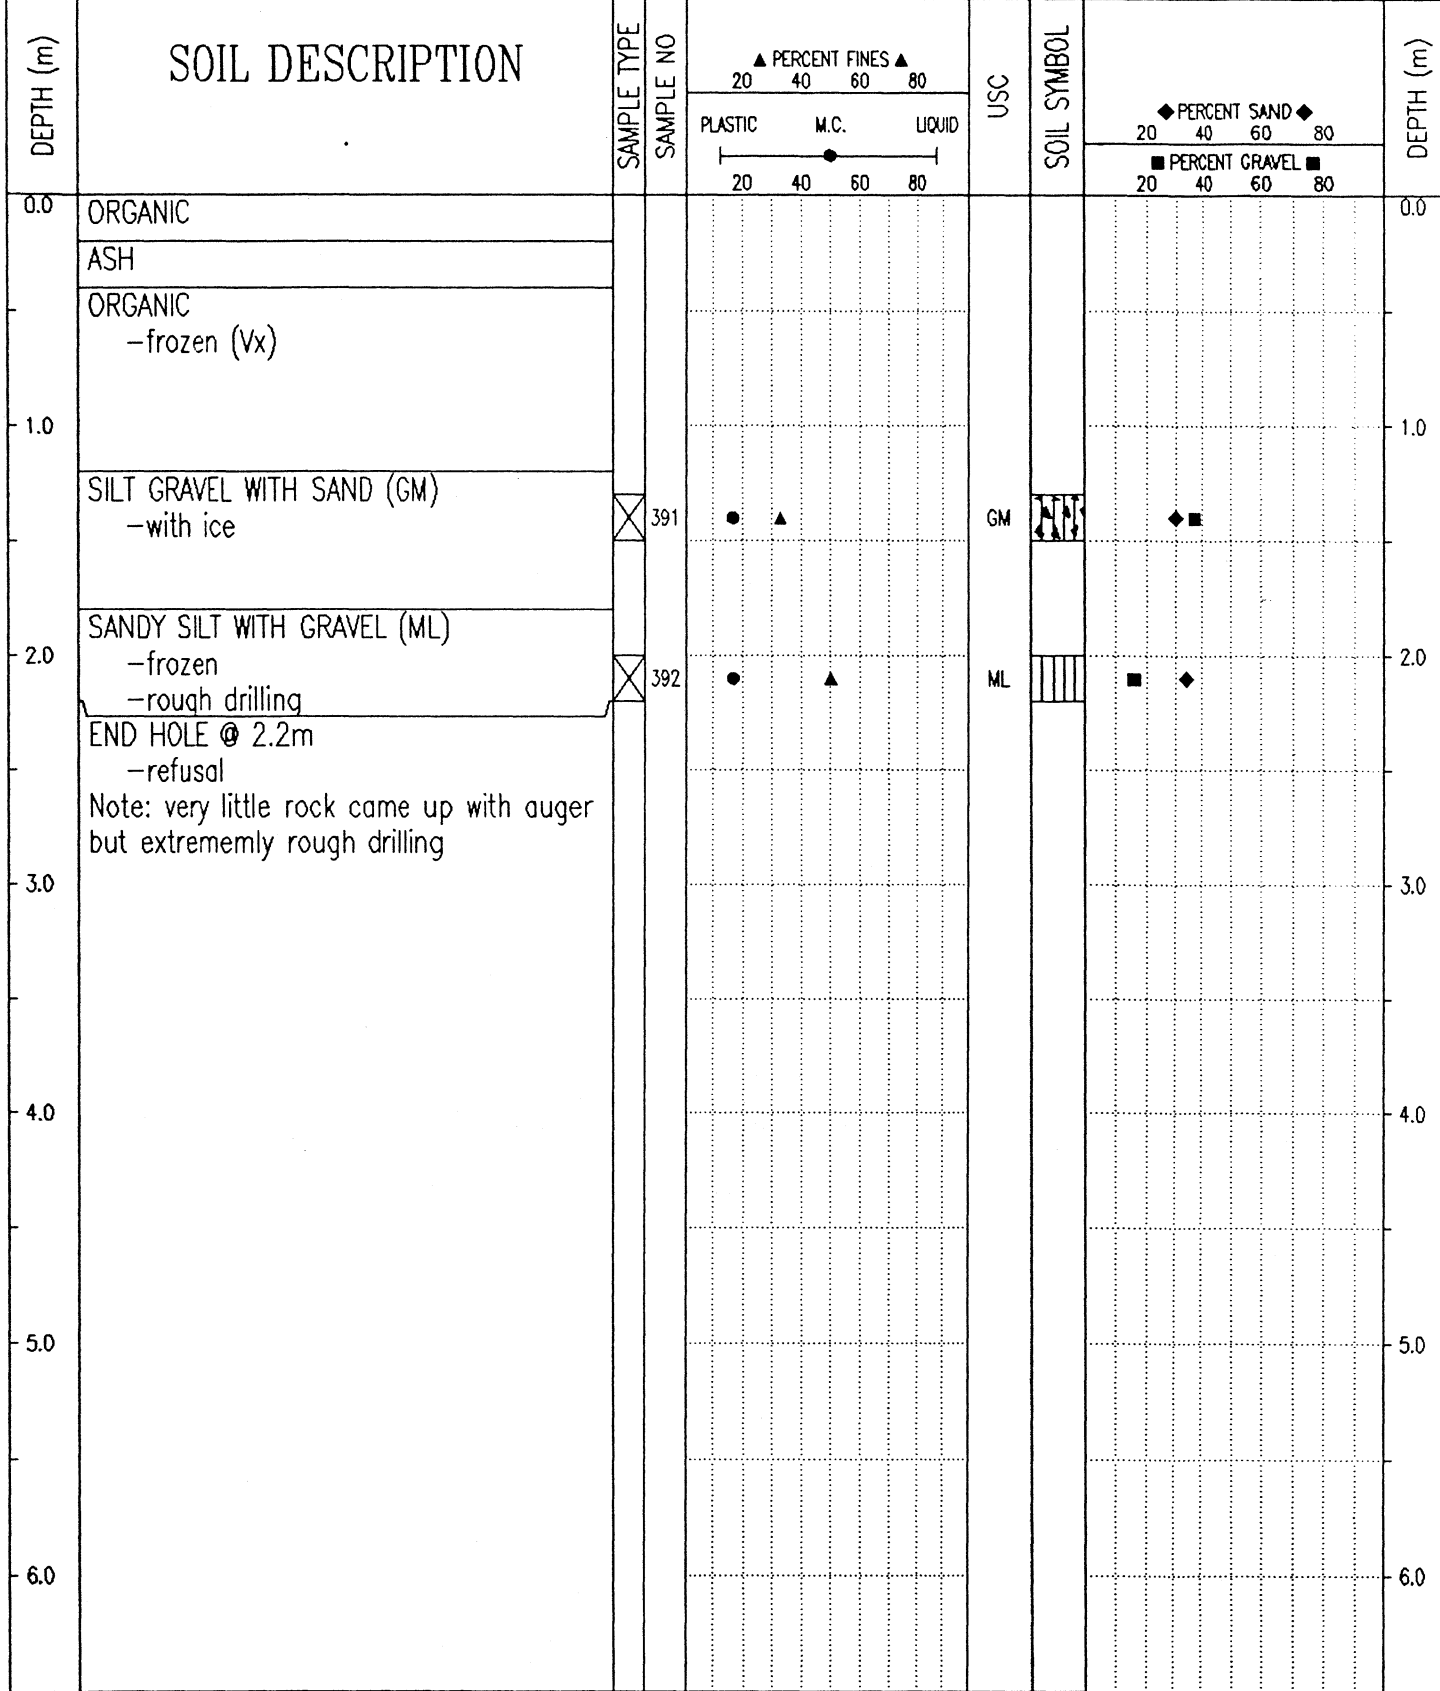 DEPTH (m)
SOIL DESCRIPTION
SAMPLE TYPE
SAMPLE NO
▲ PERCENT FINES ▲
20 40 60 80
PLASTIC M.C. LIQUID
20 40 60 80
USC
SOIL SYMBOL
◆ PERCENT SAND ◆
20 40 60 80
■ PERCENT GRAVEL ■
20 40 60 80
DEPTH (m)
0.0 ORGANIC 0.0
ASH
ORGANIC
-frozen (Vx)
1.0 1.0
SILT GRAVEL WITH SAND (GM)
-with ice 391 GM
SANDY SILT WITH GRAVEL (ML)
2.0 -frozen 2.0
392 ML
-rough drilling
END HOLE @ 2.2m
-refusal
Note: very little rock came up with auger
but extrememly rough drilling
3.0 3.0
4.0 4.0
5.0 5.0
6.0 6.0